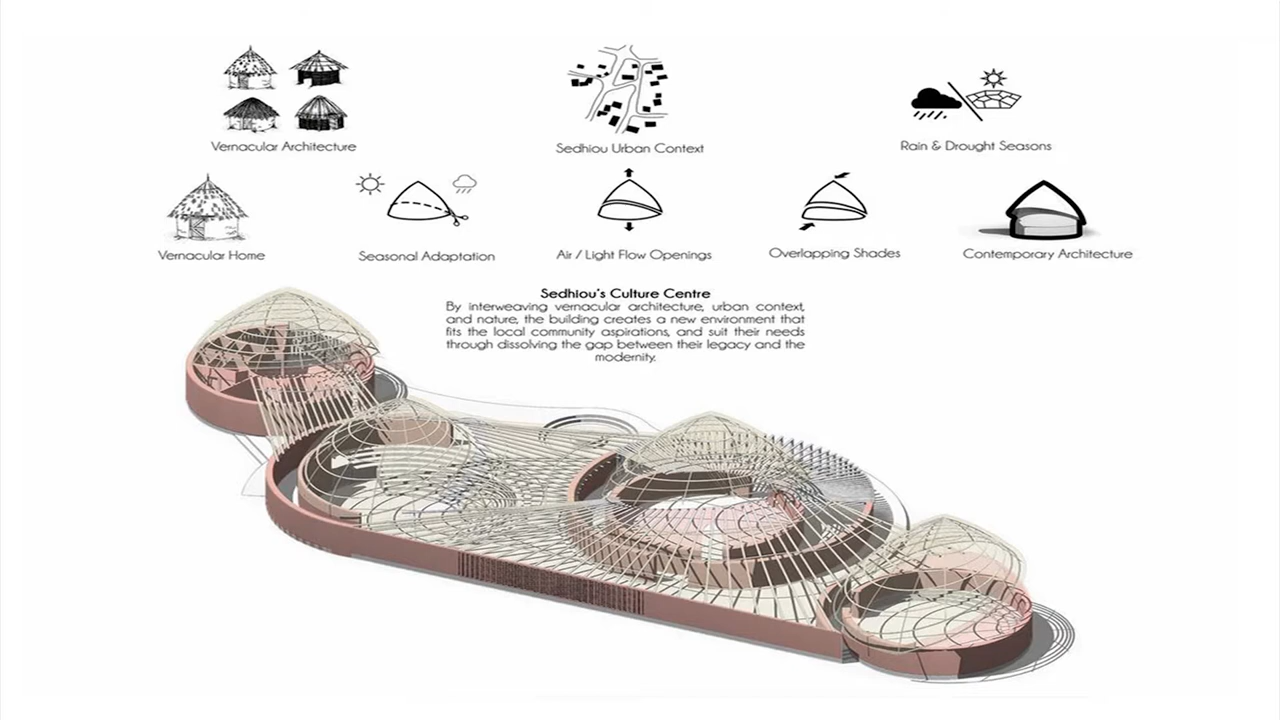 Vernacular Architecture
Sedhiou Urban Context
Rain & Drought Seasons
Vernacular Home
Seasonal Adaptation
Air / Light Flow Openings
Overlapping Shades
Contemporary Architecture
Sedhiou's Culture Centre
By interweaving vernacular architecture, urban context,
and nature, the building creates a new environment that
fits the local community aspirations, and suit their needs
through dissolving the gap between their legacy and the
modernity.